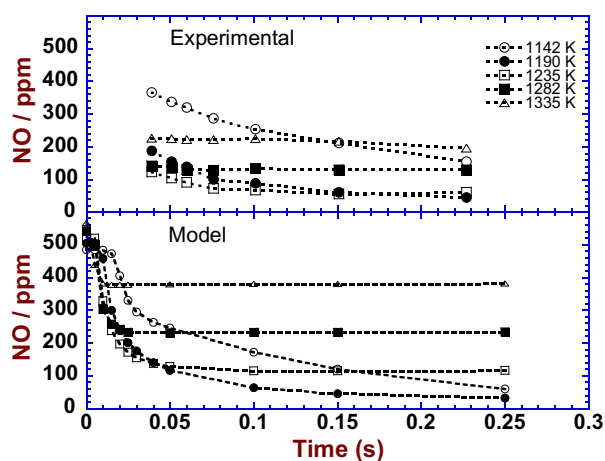 Experimental
1142 K
1190 K
1235 K
1282 K
1335 K
NO / ppm
500
400
300
200
100
0
Model
NO / ppm
500
400
300
200
100
0
0
0.05
0.1
0.15
0.2
0.25
0.3
Time (s)